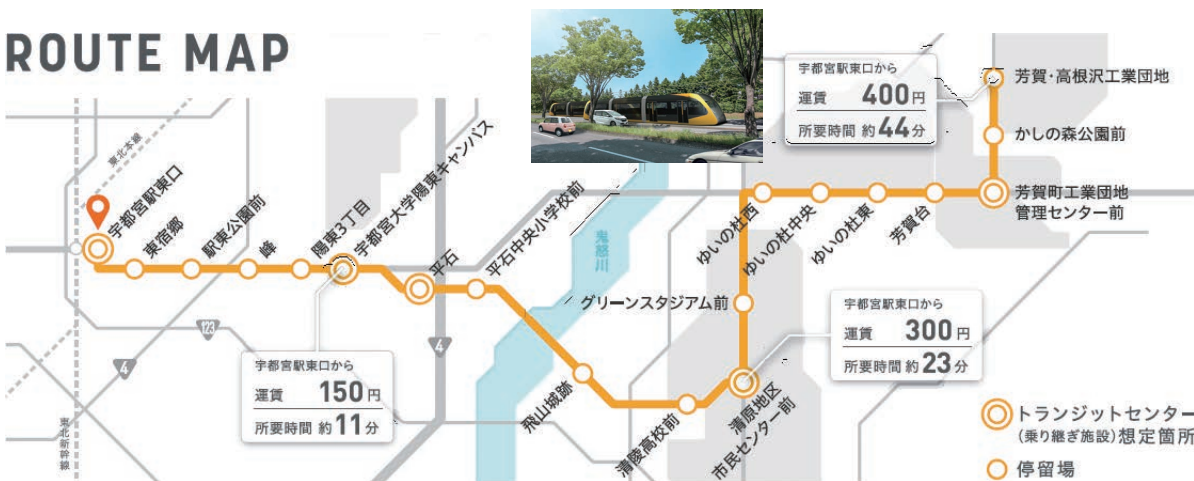 ROUTE MAP
宇都宮駅東口から
運賃 400円
所要時間 約44分
芳賀・高根沢工業団地
かしの森公園前
芳賀町工業団地
管理センター前
東北本線
宇都宮駅東口
東宿郷
駅東公園前
峰
陽東3丁目
宇都宮大学陽東キャンパス
平石
平石中央小学校前
鬼怒川
ゆいの杜西
ゆいの杜中央
ゆいの杜東
芳賀台
グリーンスタジアム前
宇都宮駅東口から
運賃 300円
所要時間 約23分
123
4
4
宇都宮駅東口から
運賃 150円
所要時間 約11分
飛山城跡
清陵高校前
清原地区
市民センター前
東北新幹線
トランジットセンター
(乗り継ぎ施設)想定箇所
停留場